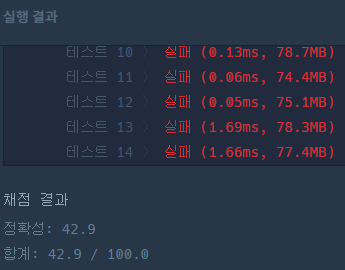 실행 결과
테스트 10 〉 실패 (0.13ms, 78.7MB)
테스트 11 〉 실패 (0.06ms, 74.4MB)
테스트 12 〉 실패 (0.05ms, 75.1MB)
테스트 13 〉 실패 (1.69ms, 78.3MB)
테스트 14 〉 실패 (1.66ms, 77.4MB)
채점 결과
정확성: 42.9
합계: 42.9 / 100.0